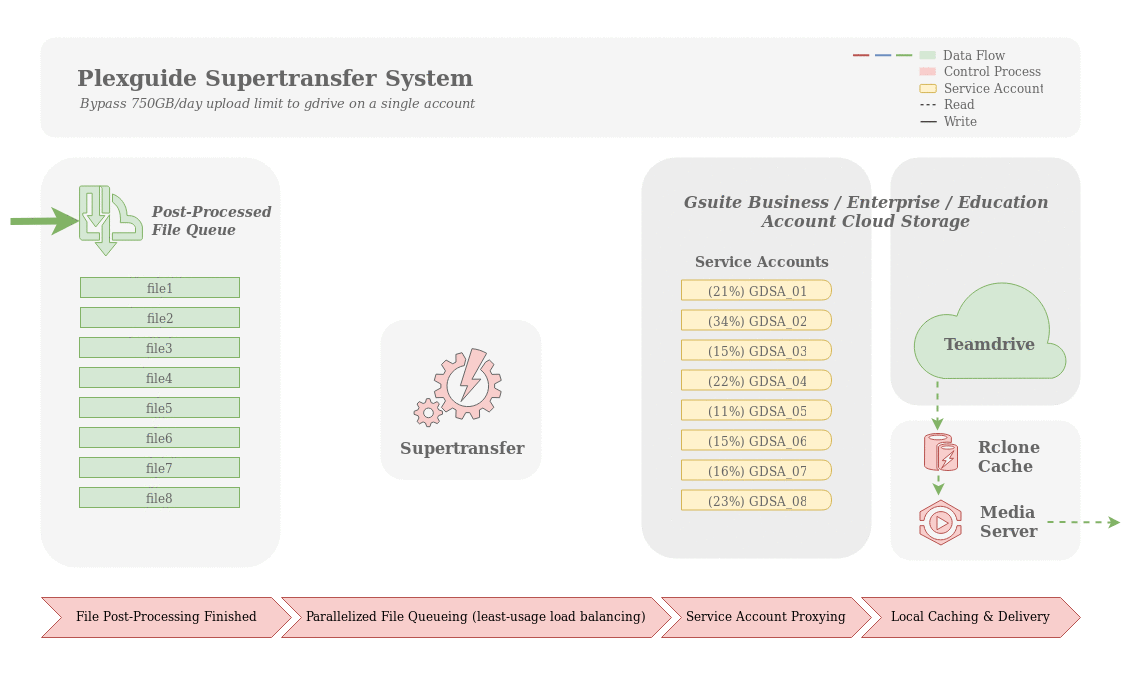 Plexguide Supertransfer System
Bypass 750GB/day upload limit to gdrive on a single account
Data Flow
Control Process
Service Account
Read
Write
Post-Processed
File Queue
file1
file2
file3
file4
file5
file6
file7
file8
Supertransfer
Gsuite Business / Enterprise / Education
Account Cloud Storage
Service Accounts
(21%) GDSA_01
(34%) GDSA_02
(15%) GDSA_03
(22%) GDSA_04
(11%) GDSA_05
(15%) GDSA_06
(16%) GDSA_07
(23%) GDSA_08
Teamdrive
Rclone
Cache
Media
Server
File Post-Processing Finished
Parallelized File Queueing (least-usage load balancing)
Service Account Proxying
Local Caching & Delivery